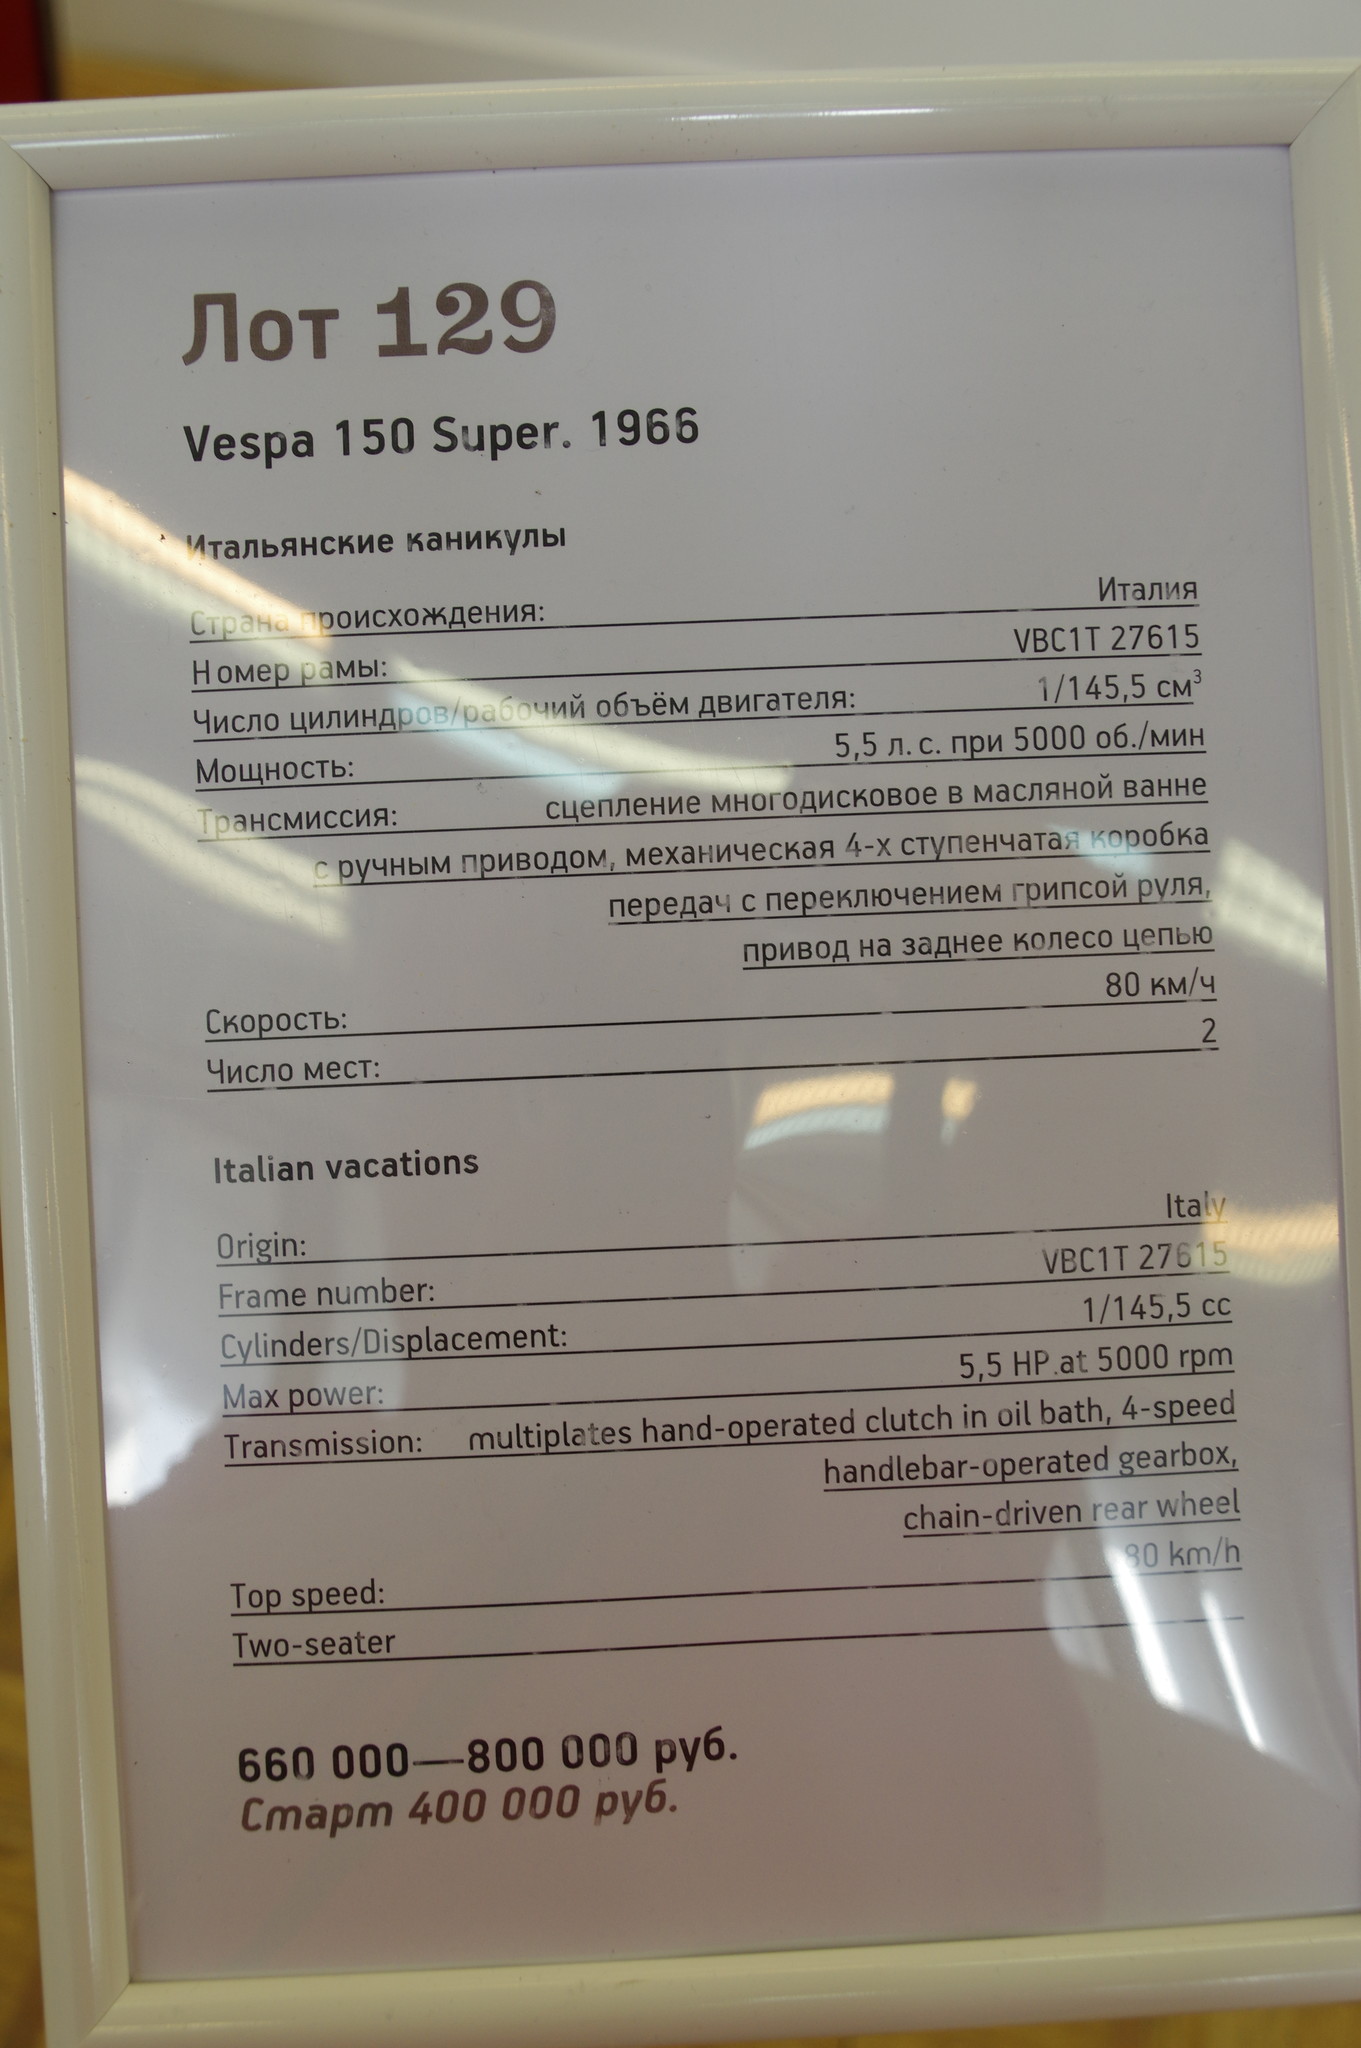 Лот 129
Vespa 150 Super. 1966
Итальянские каникулы
Страна происхождения: Италия
Номер рамы: VBC1T 27615
Число цилиндров/рабочий объём двигателя: 1/145,5 см³
Мощность: 5,5 л. с. при 5000 об./мин
Трансмиссия: сцепление многодисковое в масляной ванне
с ручным приводом, механическая 4-х ступенчатая коробка
передач с переключением грипсой руля,
привод на заднее колесо цепью
Скорость: 80 км/ч
Число мест: 2
Italian vacations
Origin: Italy
Frame number: VBC1T 27615
Cylinders/Displacement: 1/145,5 cc
Max power: 5,5 HP.at 5000 rpm
Transmission: multiplates hand-operated clutch in oil bath, 4-speed
handlebar-operated gearbox,
chain-driven rear wheel
Top speed: 80 km/h
Two-seater
660 000—800 000 руб.
Старт 400 000 руб.